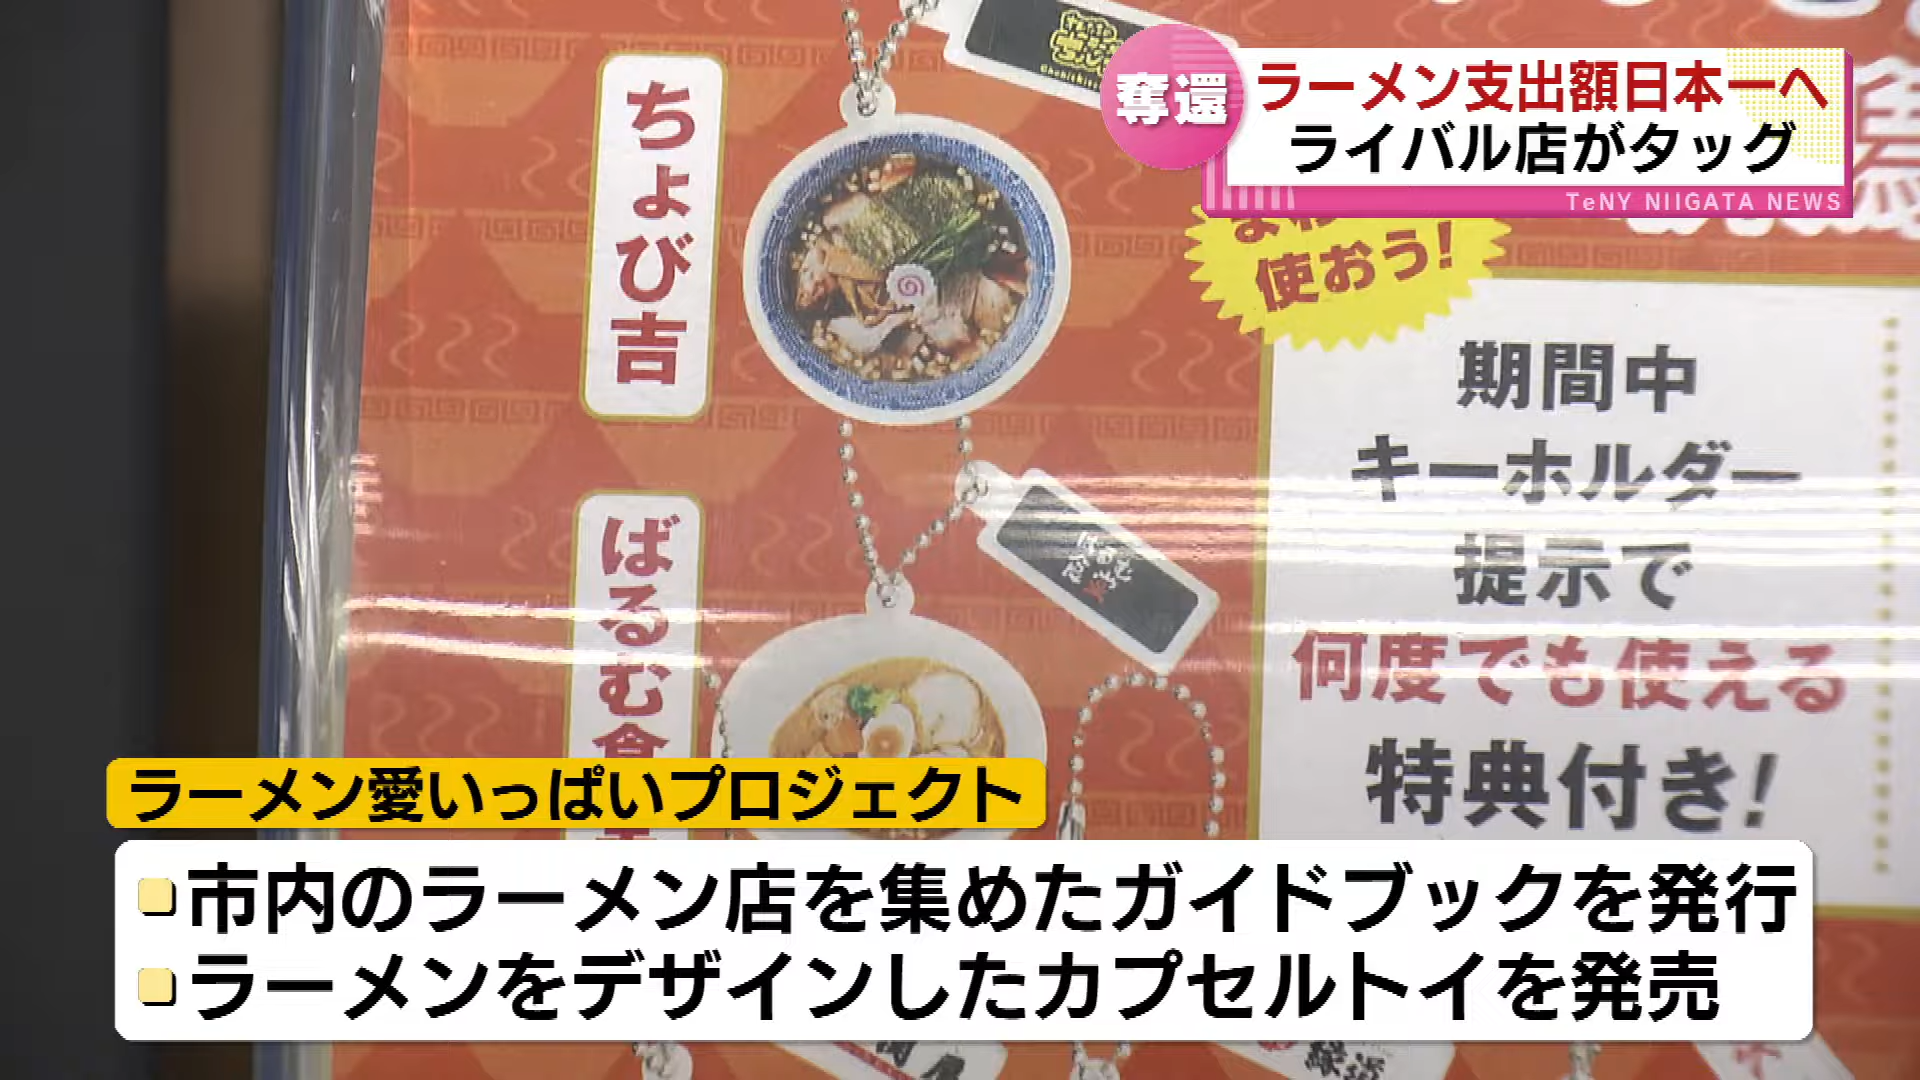 奪還
ラーメン支出額日本一へ
ライバル店がタッグ
TeNY NIIGATA NEWS
ちょび吉
使おう!
期間中
キーホルダー
提示で
何度でも使える
特典付き!
ばるむ食堂
ラーメン愛いっぱいプロジェクト
市内のラーメン店を集めたガイドブックを発行
ラーメンをデザインしたカプセルトイを発売